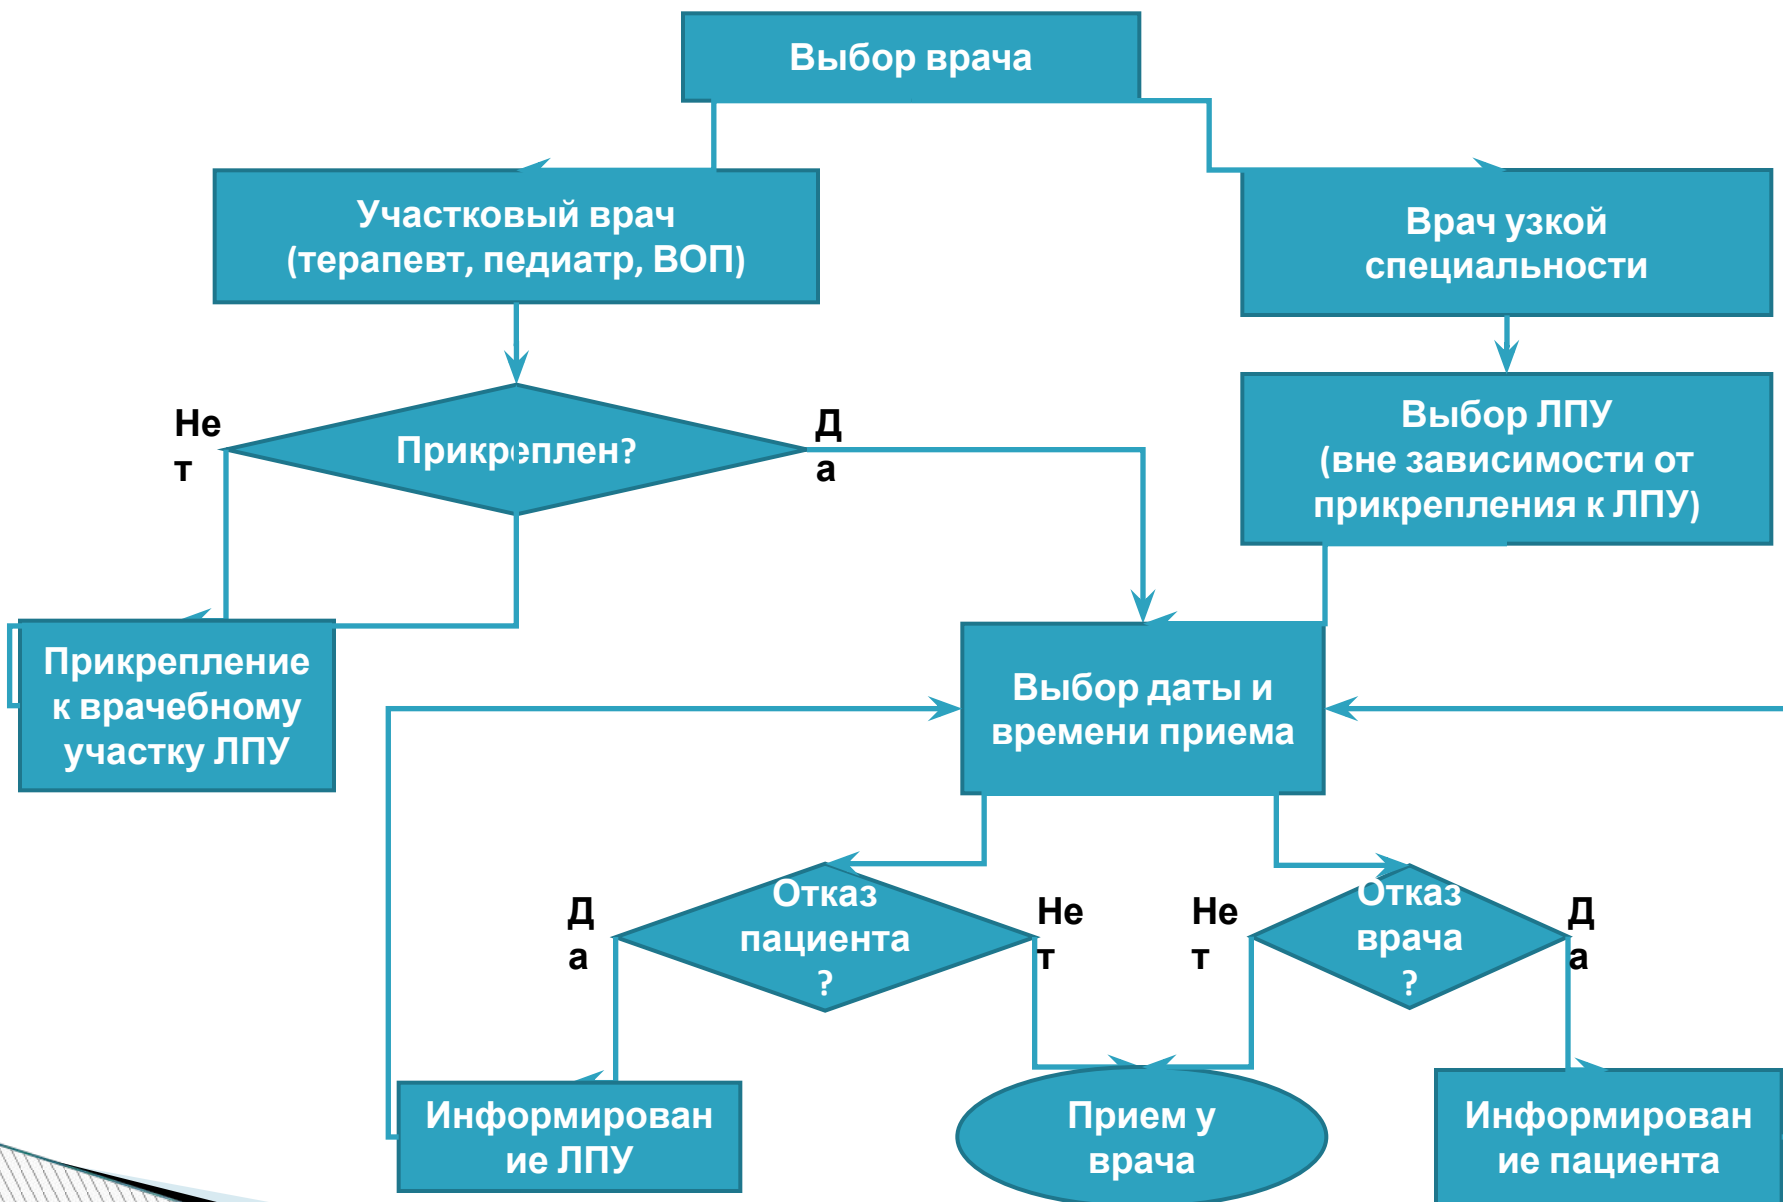 Выбор врача
Участковый врач
(терапевт, педиатр, ВОП)
Врач узкой
специальности
Не
т
Прикреплен?
Д
а
Выбор ЛПУ
(вне зависимости от
прикрепления к ЛПУ)
Прикрепление
к врачебному
участку ЛПУ
Выбор даты и
времени приема
Д
а
Отказ
пациента
?
Не
т
Не
т
Отказ
врача
?
Д
а
Информирован
ие ЛПУ
Прием у
врача
Информирован
ие пациента